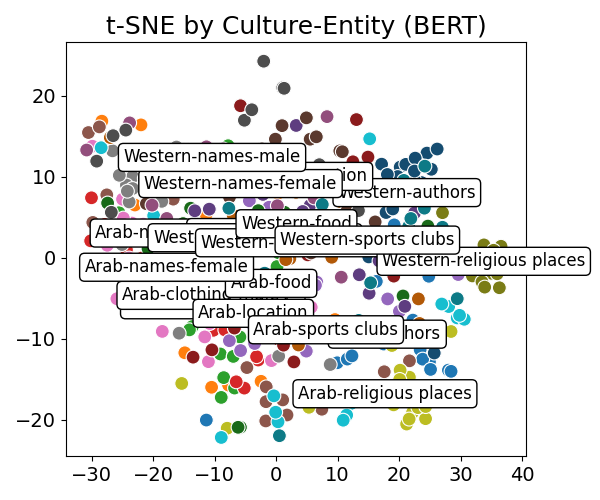 t-SNE by Culture-Entity (BERT)
20
10
0
−10
−20
Western-names-male
Western-names-female
Western-authors
Western-food
Western-sports clubs
Western-religious places
Arab-names-female
Arab-food
Arab-clothing
Arab-location
Arab-sports clubs
Arab-religious places
−30
−20
−10
0
10
20
30
40